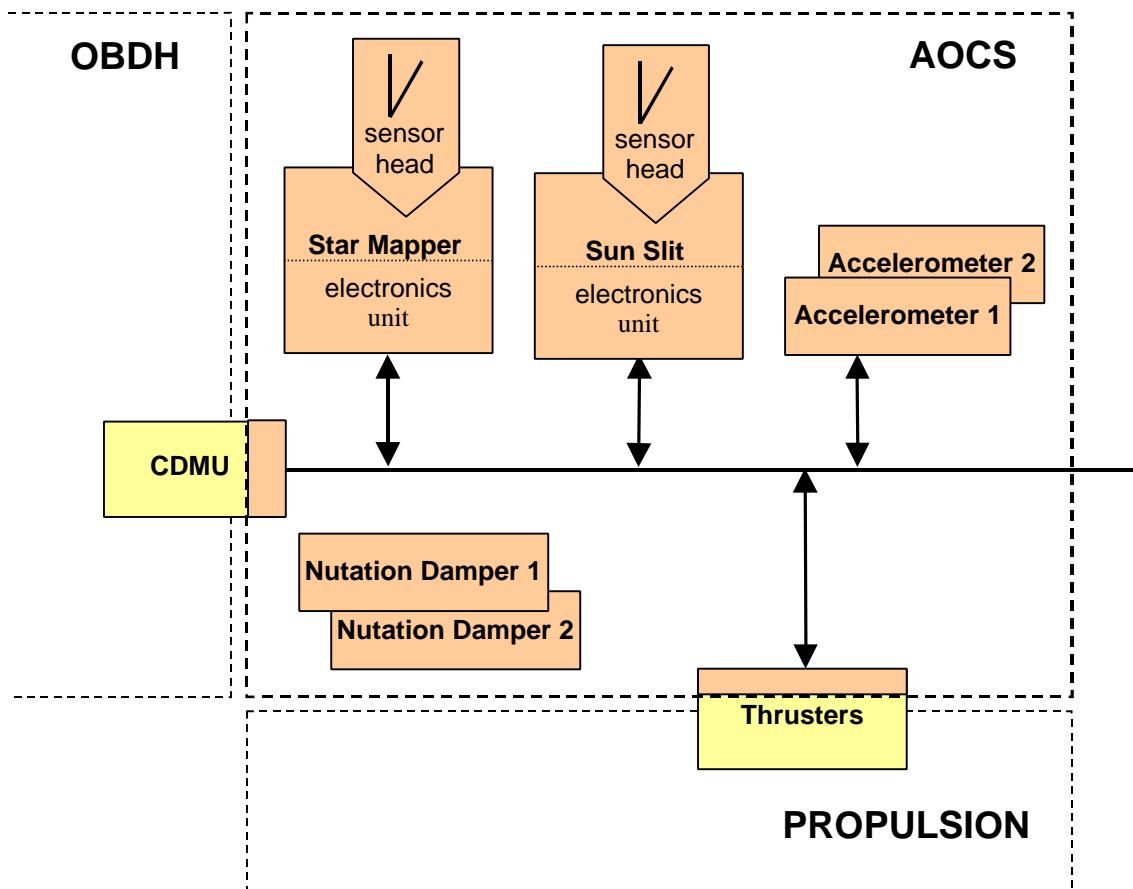 OBDH
AOCS
sensor
head
sensor
head
Star Mapper
electronics
unit
Sun Slit
electronics
unit
Accelerometer 2
Accelerometer 1
CDMU
Nutation Damper 1
Nutation Damper 2
Thrusters
PROPULSION